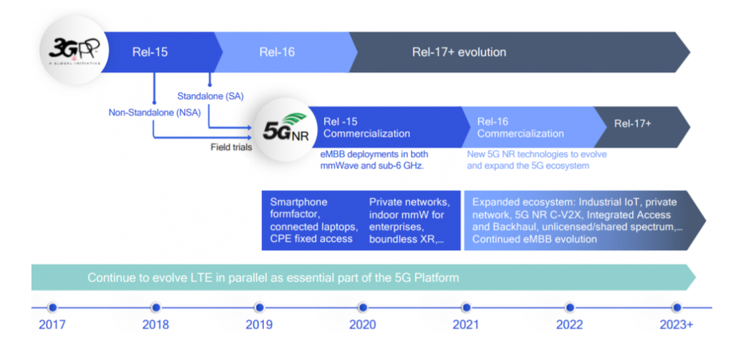 3GPP
A GLOBAL INITIATIVE
Rel-15
Rel-16
Rel-17+ evolution
Standalone (SA)
Non-Standalone (NSA)
Field trials
5G NR
Rel -15
Commercialization
Rel-16
Commercialization
Rel-17+
eMBB deployments in both
mmWave and sub-6 GHz.
New 5G NR technologies to evolve
and expand the 5G ecosystem
Smartphone
formfactor,
connected laptops,
CPE fixed access
Private networks,
indoor mmW for
enterprises,
boundless XR,...
Expanded ecosystem: Industrial IoT, private
network, 5G NR C-V2X, Integrated Access
and Backhaul, unlicensed/shared spectrum,...
Continued eMBB evolution
Continue to evolve LTE in parallel as essential part of the 5G Platform
2017
2018
2019
2020
2021
2022
2023+